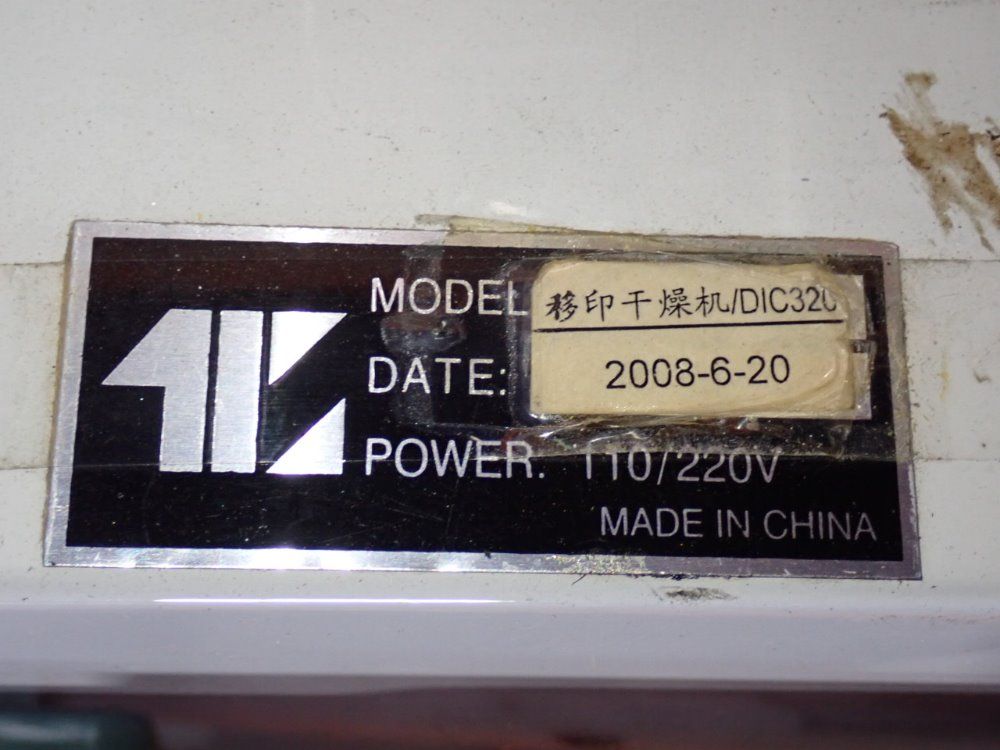 MODEL 移印干燥机/DIC320
DATE: 2008-6-20
POWER. 110/220V
MADE IN CHINA